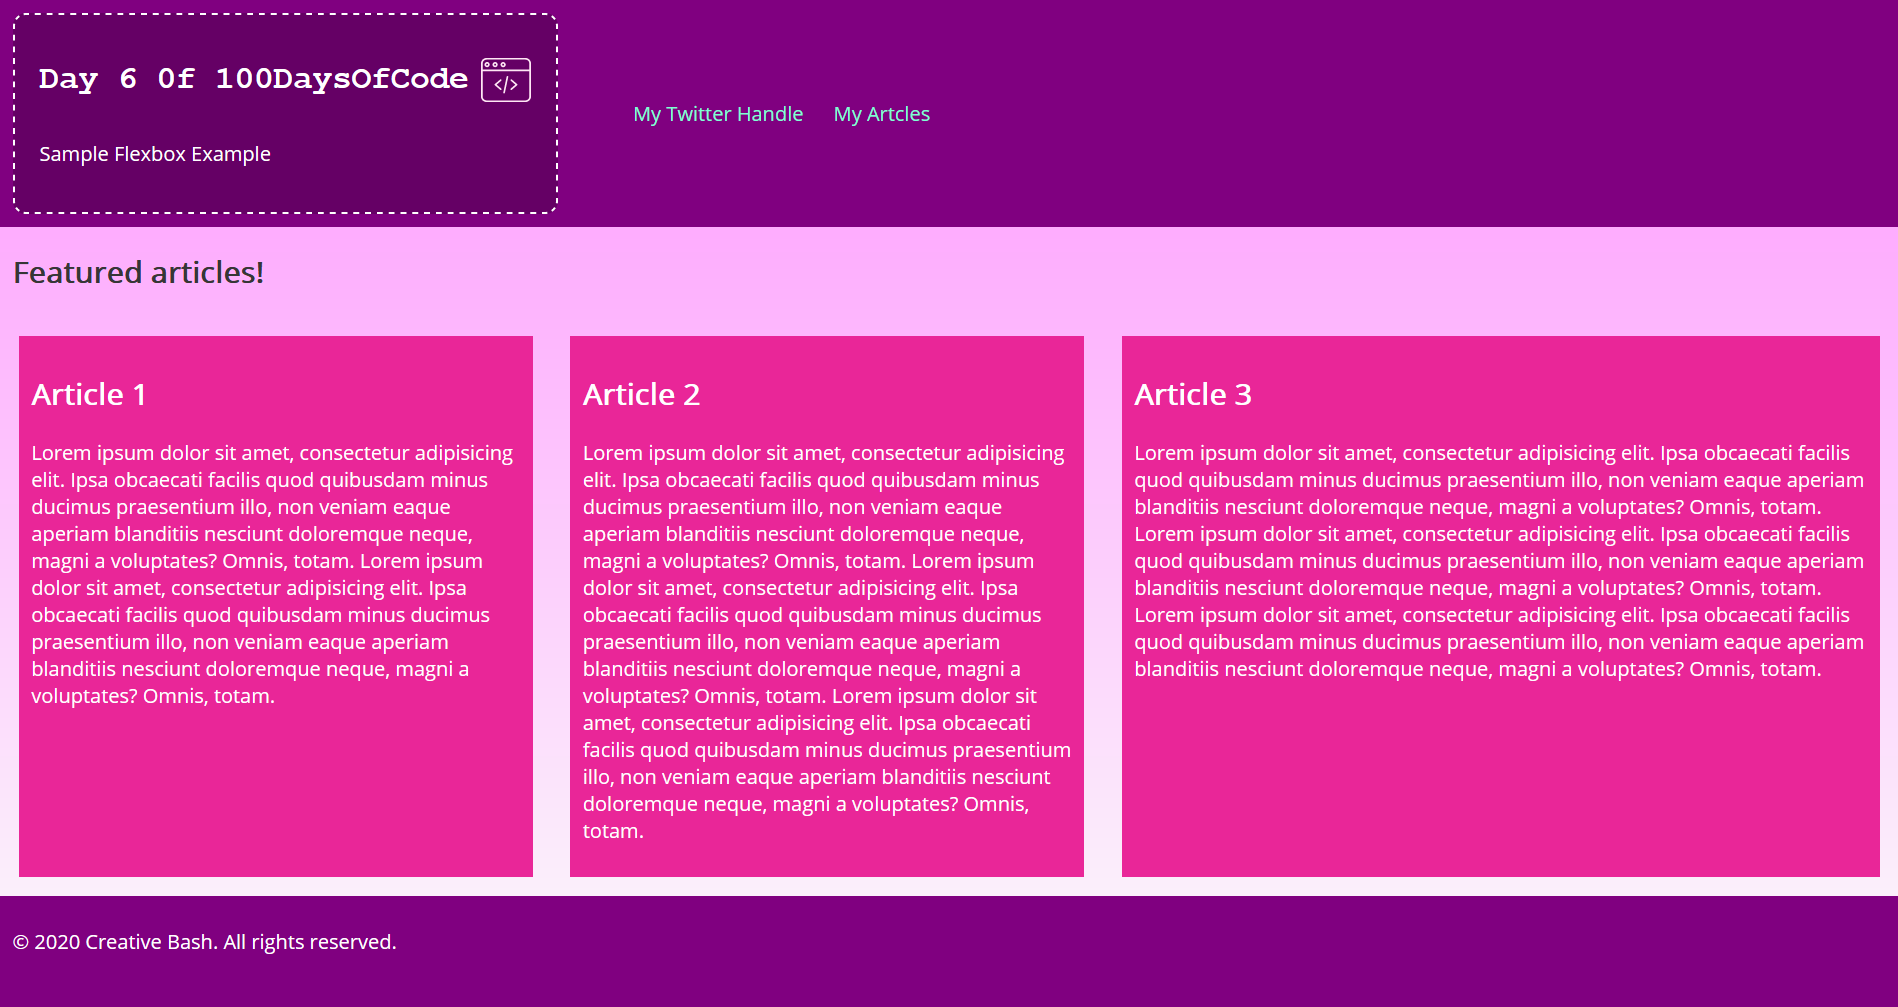 Day 6 0f 100DaysOfCode
</>
Sample Flexbox Example
My Twitter Handle
My Artcles
Featured articles!
Article 1
Lorem ipsum dolor sit amet, consectetur adipisicing
elit. Ipsa obcaecati facilis quod quibusdam minus
ducimus praesentium illo, non veniam eaque
aperiam blanditiis nesciunt doloremque neque,
magni a voluptates? Omnis, totam. Lorem ipsum
dolor sit amet, consectetur adipisicing elit. Ipsa
obcaecati facilis quod quibusdam minus ducimus
praesentium illo, non veniam eaque aperiam
blanditiis nesciunt doloremque neque, magni a
voluptates? Omnis, totam.
Article 2
Lorem ipsum dolor sit amet, consectetur adipisicing
elit. Ipsa obcaecati facilis quod quibusdam minus
ducimus praesentium illo, non veniam eaque
aperiam blanditiis nesciunt doloremque neque,
magni a voluptates? Omnis, totam. Lorem ipsum
dolor sit amet, consectetur adipisicing elit. Ipsa
obcaecati facilis quod quibusdam minus ducimus
praesentium illo, non veniam eaque aperiam
blanditiis nesciunt doloremque neque, magni a
voluptates? Omnis, totam. Lorem ipsum dolor sit
amet, consectetur adipisicing elit. Ipsa obcaecati
facilis quod quibusdam minus ducimus praesentium
illo, non veniam eaque aperiam blanditiis nesciunt
doloremque neque, magni a voluptates? Omnis,
totam.
Article 3
Lorem ipsum dolor sit amet, consectetur adipisicing elit. Ipsa obcaecati facilis
quod quibusdam minus ducimus praesentium illo, non veniam eaque aperiam
blanditiis nesciunt doloremque neque, magni a voluptates? Omnis, totam.
Lorem ipsum dolor sit amet, consectetur adipisicing elit. Ipsa obcaecati facilis
quod quibusdam minus ducimus praesentium illo, non veniam eaque aperiam
blanditiis nesciunt doloremque neque, magni a voluptates? Omnis, totam.
Lorem ipsum dolor sit amet, consectetur adipisicing elit. Ipsa obcaecati facilis
quod quibusdam minus ducimus praesentium illo, non veniam eaque aperiam
blanditiis nesciunt doloremque neque, magni a voluptates? Omnis, totam.
© 2020 Creative Bash. All rights reserved.